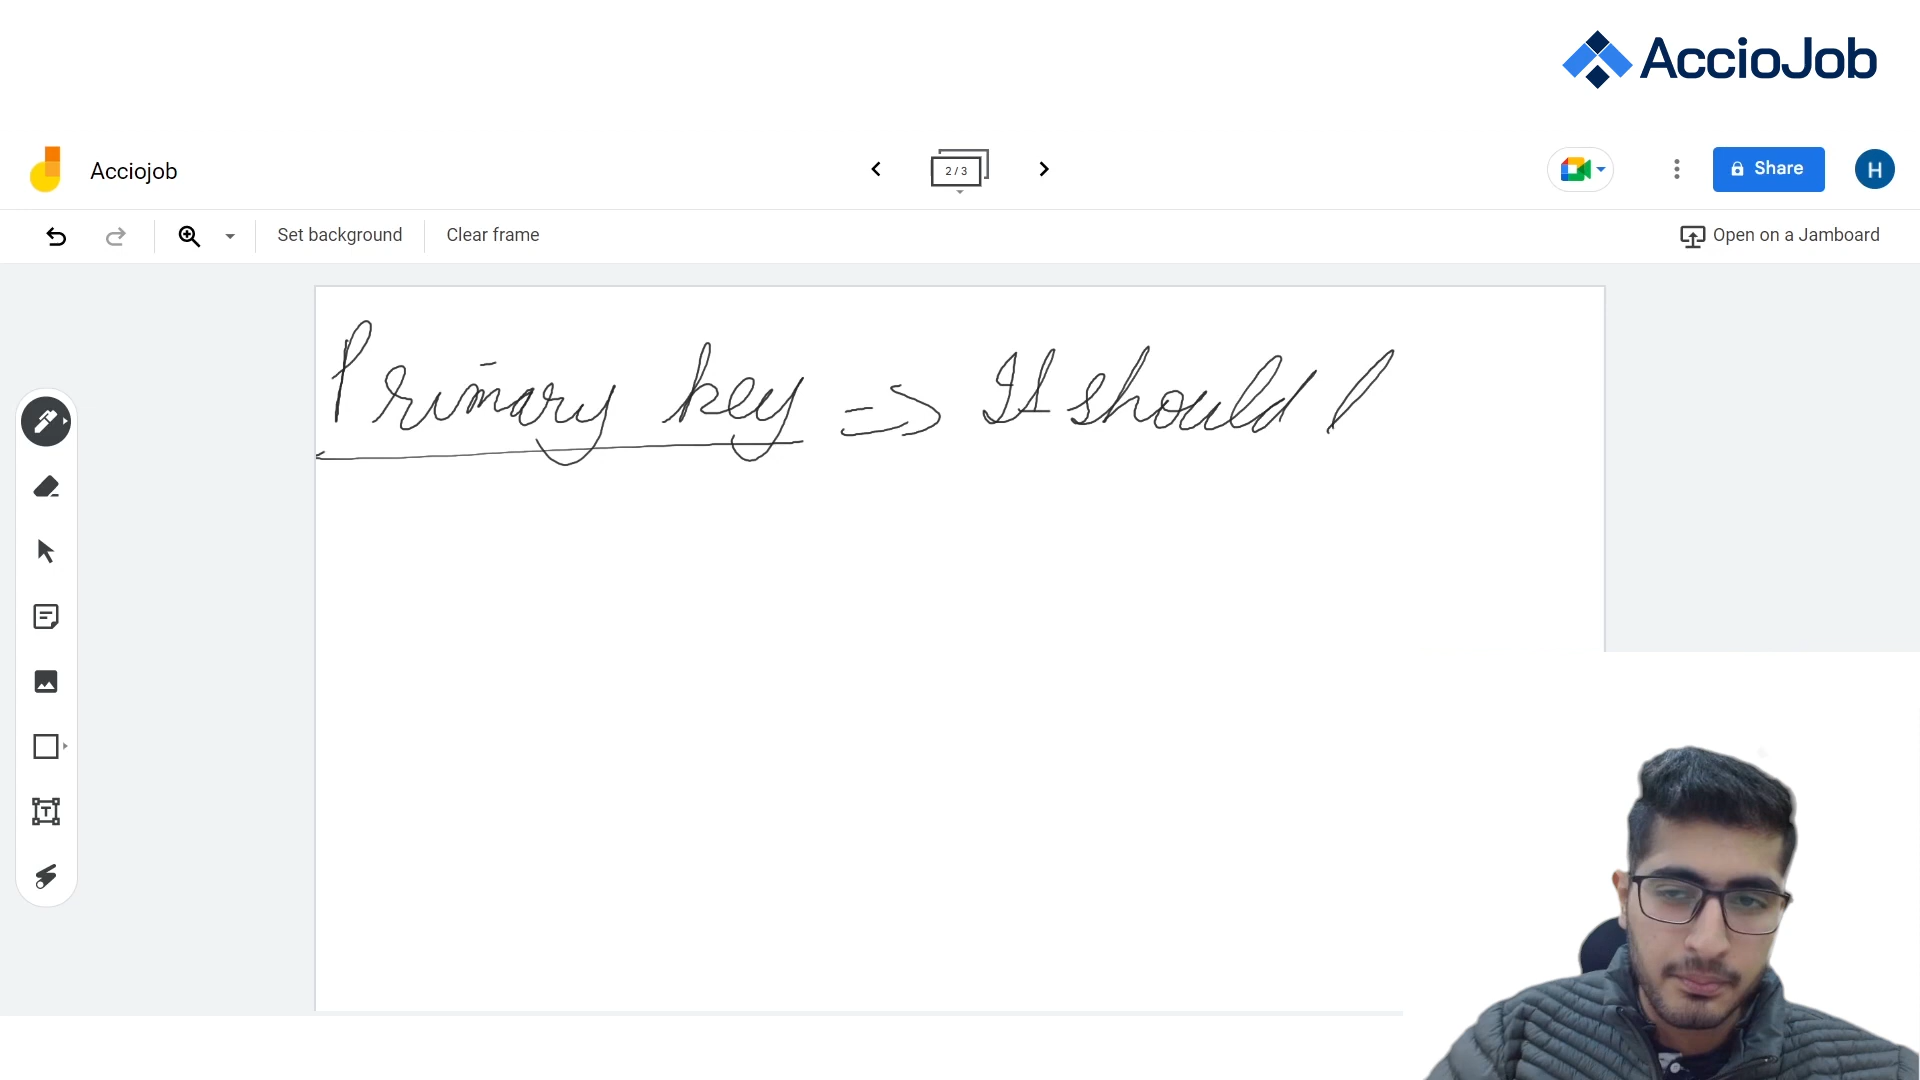 AccioJob
Acciojob
2 / 3
Share
H
Set background
Clear frame
Open on a Jamboard
Primary key => It should
T